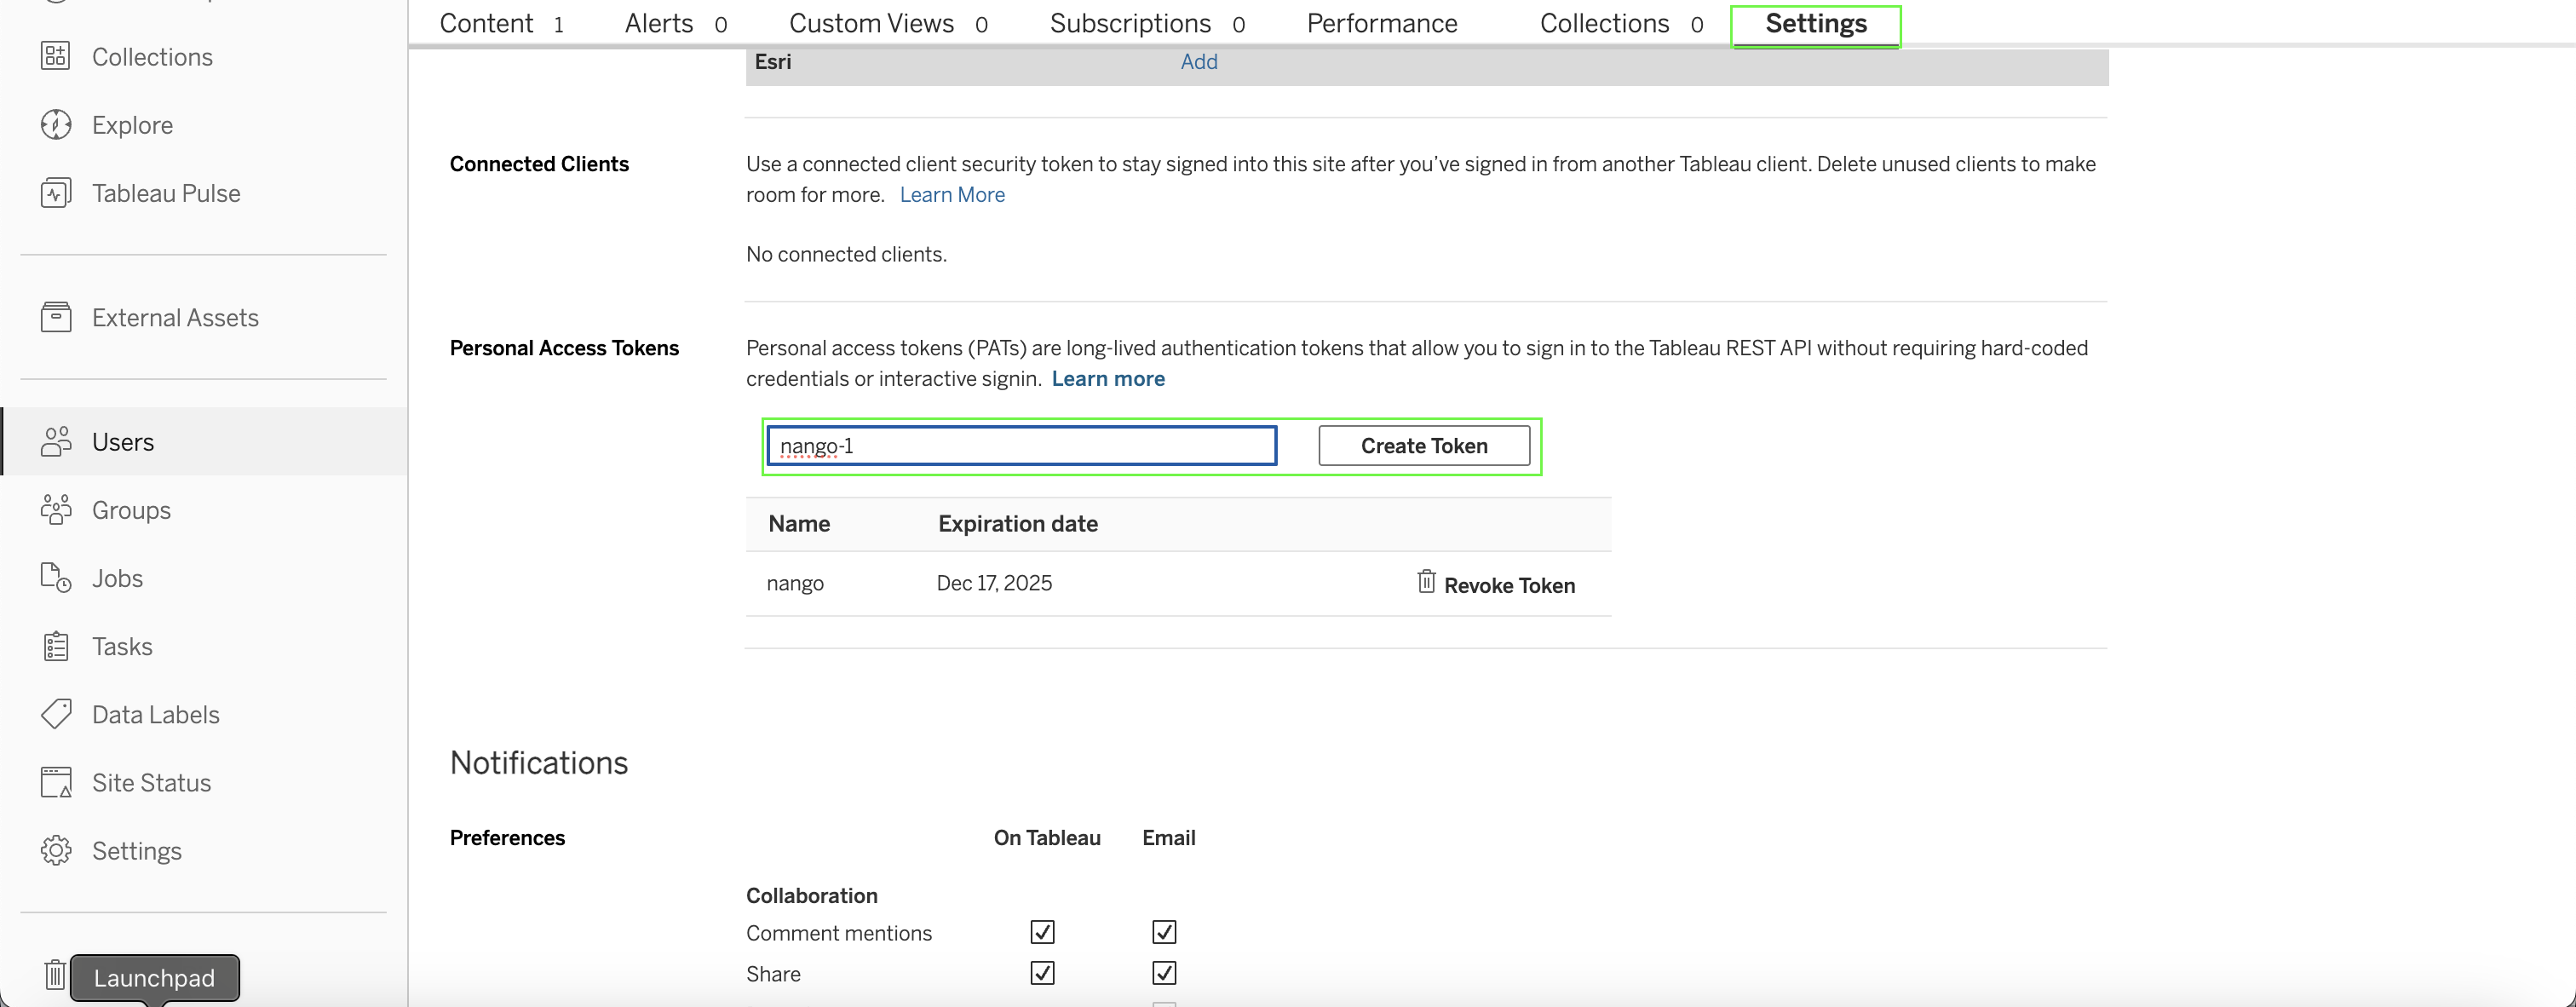 Content 1 Alerts 0 Custom Views 0 Subscriptions 0 Performance Collections 0 Settings
Collections
Explore
Tableau Pulse
External Assets
Users
Groups
Jobs
Tasks
Data Labels
Site Status
Settings
Launchpad
Esri Add
Connected Clients
Use a connected client security token to stay signed into this site after you've signed in from another Tableau client. Delete unused clients to make
room for more. Learn More
No connected clients.
Personal Access Tokens
Personal access tokens (PATs) are long-lived authentication tokens that allow you to sign in to the Tableau REST API without requiring hard-coded
credentials or interactive signin. Learn more
nango-1 Create Token
Name Expiration date
nango Dec 17, 2025 Revoke Token
Notifications
Preferences On Tableau Email
Collaboration
Comment mentions
Share